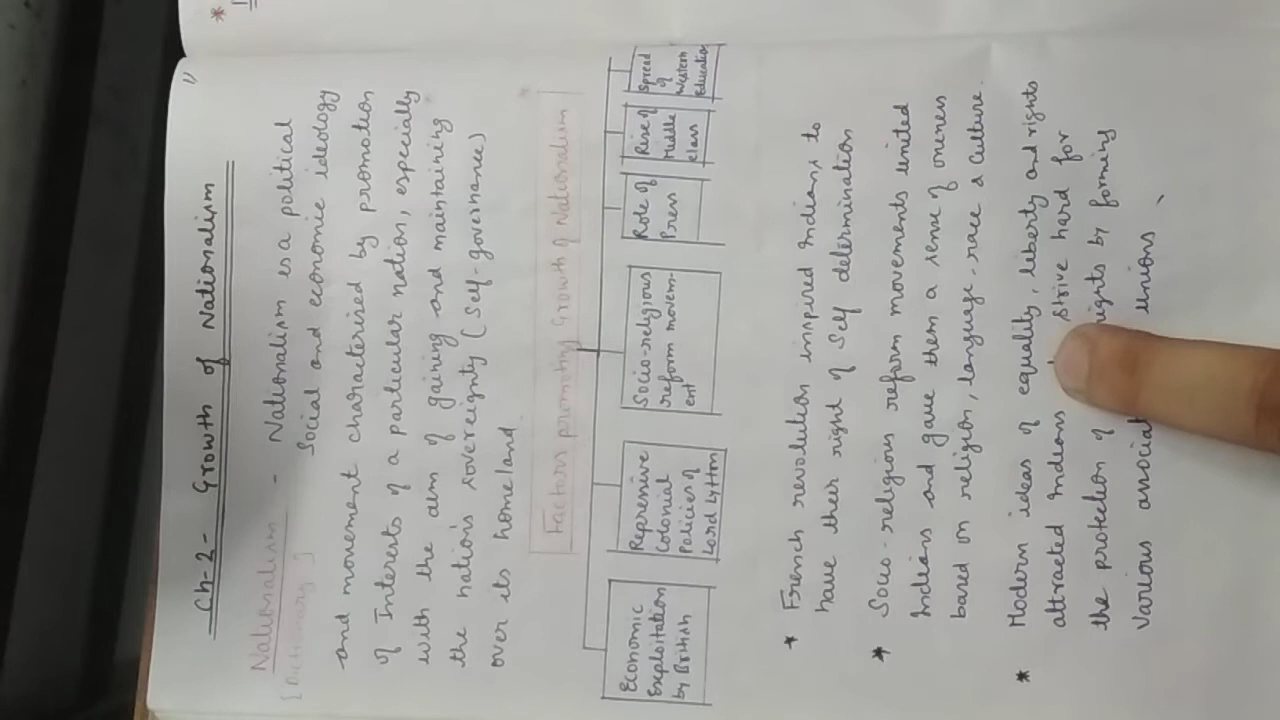 Ch-2- Growth of Nationalism
Nationalism - Nationalism is a political
[Dictionary] Social and economic ideology
and movement characterised by promotion
of Interests of a particular nation, especially
with the aim of gaining and maintaining
the nation's sovereignty (Self-governance)
over its homeland.
Factors promoting Growth of Nationalism
Economic
Exploitation
by British
Repressive
Colonial
Policies of
Lord Lytton
Socio-religious
reform movem-
ent
Role of
Press
Rise of
Middle
class
Spread
of
Western
Education
* French revolution inspired Indians, to
have their right of Self determination
* Socio-religious reform movements united
Indians and gave them a sense of oneness
based on religion, language-race & culture.
* Modern ideas of equality, liberty and rights
attracted Indians strive hard for
the protection of rights by forming
Various unions